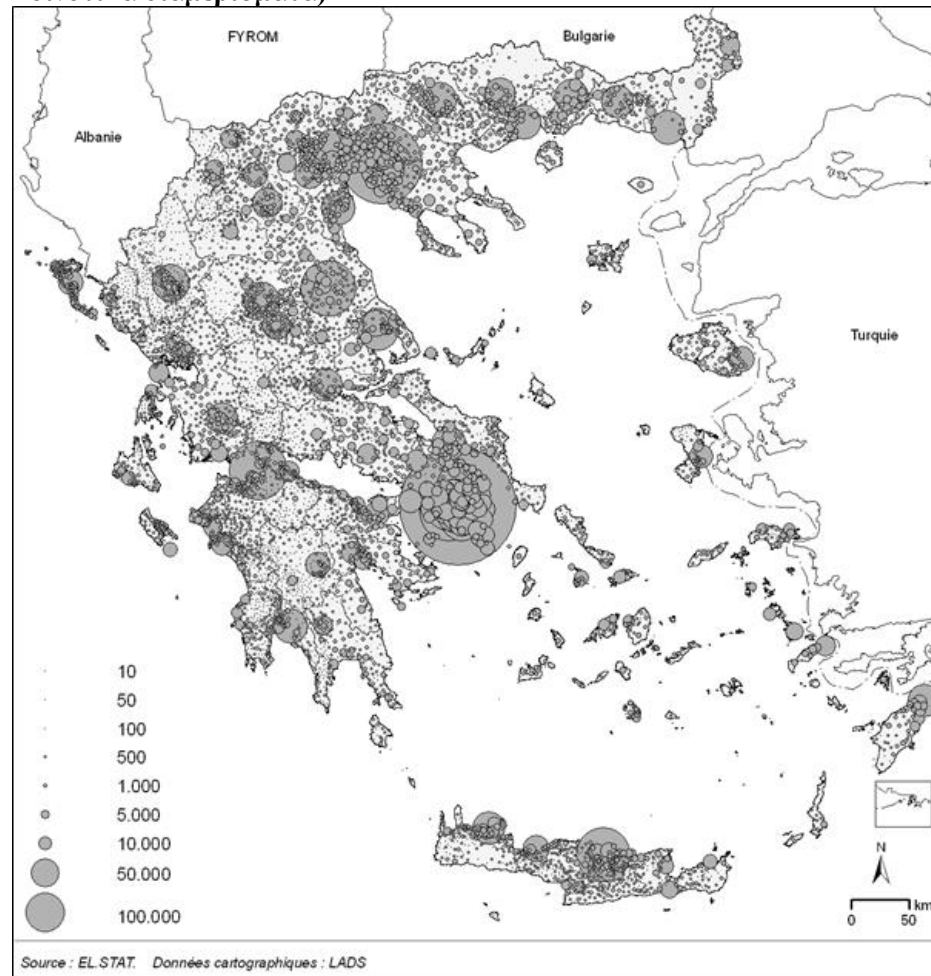 FYROM
Bulgarie
Albanie
Turquie
10
50
100
500
1.000
5.000
10.000
50.000
100.000
N
0 50 km
Source : EL.STAT. Données cartographiques : LADS